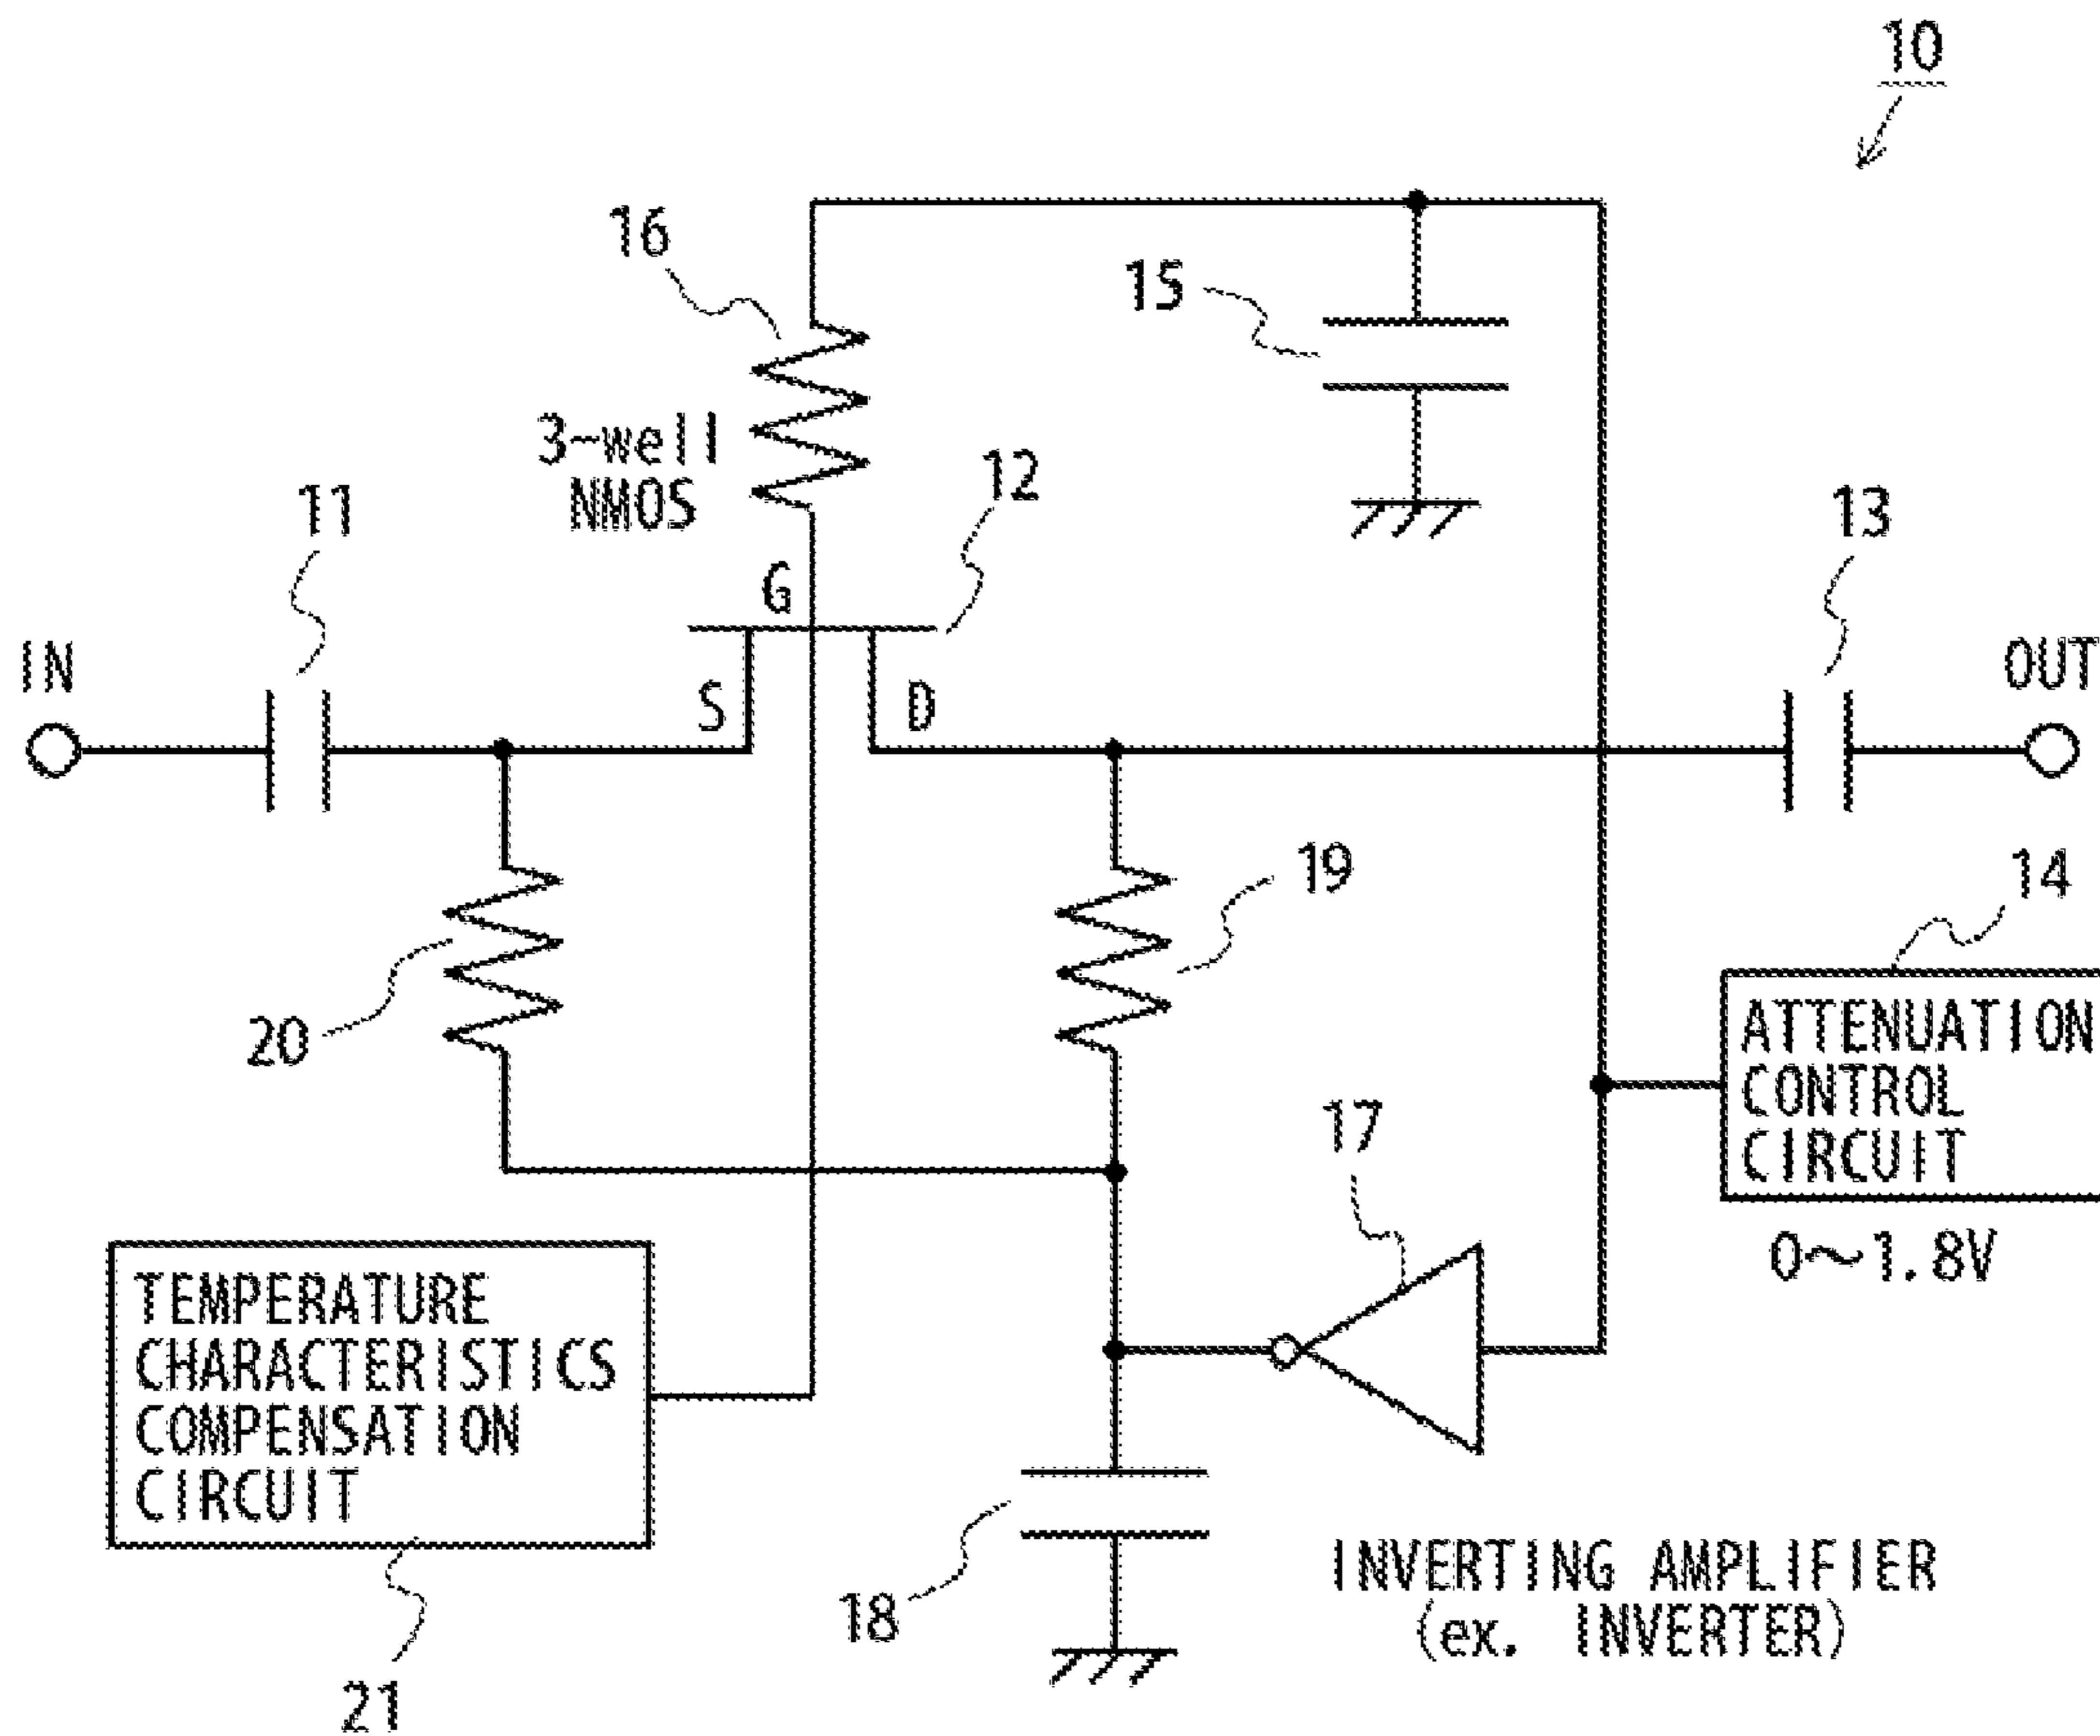 10
16
15
3-well
NMOS
12
11
13
G
IN
S
D
OUT
19
14
20
ATTENUATION
CONTROL
CIRCUIT
17
0～1.8V
TEMPERATURE
CHARACTERISTICS
COMPENSATION
CIRCUIT
18
INVERTING AMPLIFIER
(ex. INVERTER)
21